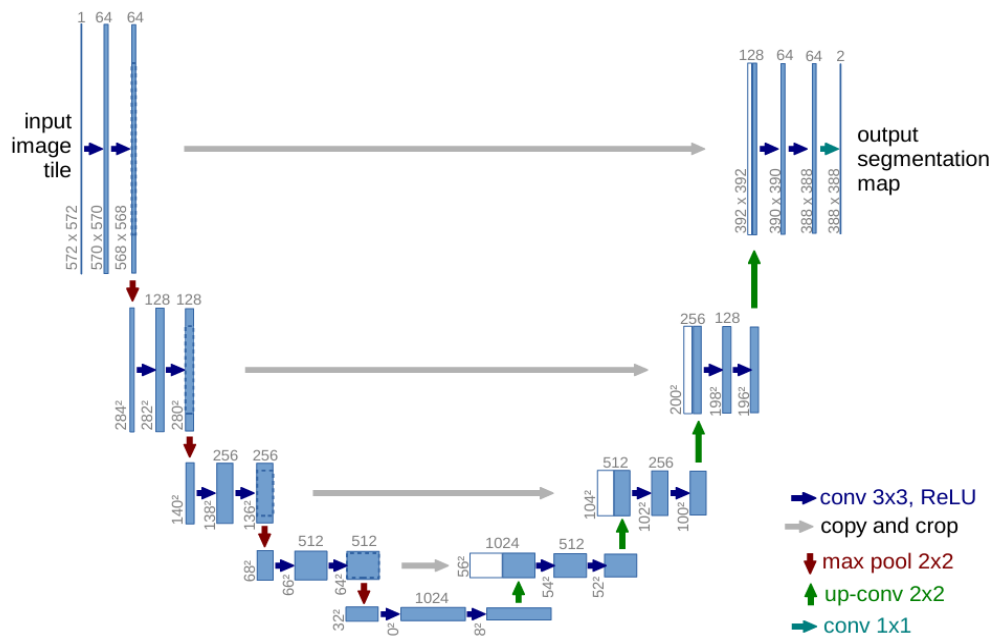 1 64 64
input
image
tile
572 x 572
570 x 570
568 x 568
128 64 64 2
output
segmentation
map
392 x 392
390 x 390
388 x 388
388 x 388
128 128
284²
282²
280²
256 128
200²
198²
196²
256 256
140²
138²
136²
512 256
104²
102²
100²
512 512
68²
66²
64²
1024 512
56²
54²
52²
1024
32²
0²
8²
conv 3x3, ReLU
copy and crop
max pool 2x2
up-conv 2x2
conv 1x1